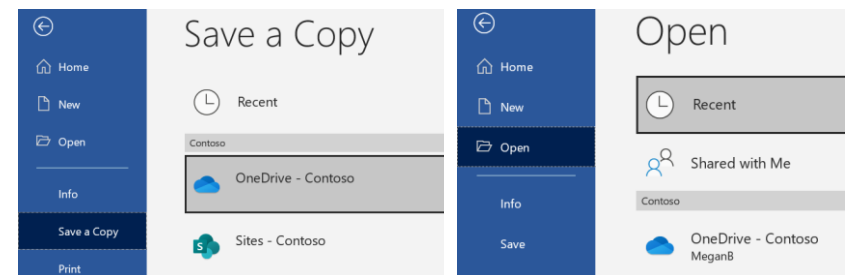 Home
New
Open
Info
Save a Copy
Print
Save a Copy
Recent
Contoso
OneDrive - Contoso
S
Sites - Contoso
Home
New
Open
Info
Save
Open
Recent
Shared with Me
Contoso
OneDrive - Contoso
MeganB